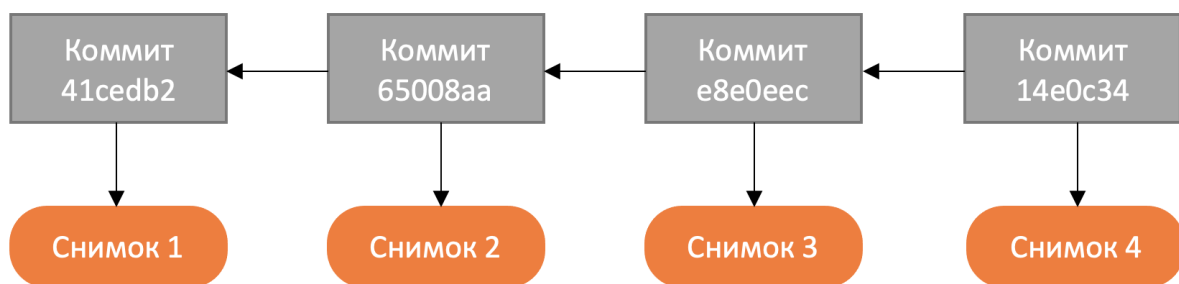 Коммит
41cedb2
Коммит
65008aa
Коммит
e8e0eec
Коммит
14e0c34
Снимок 1
Снимок 2
Снимок 3
Снимок 4